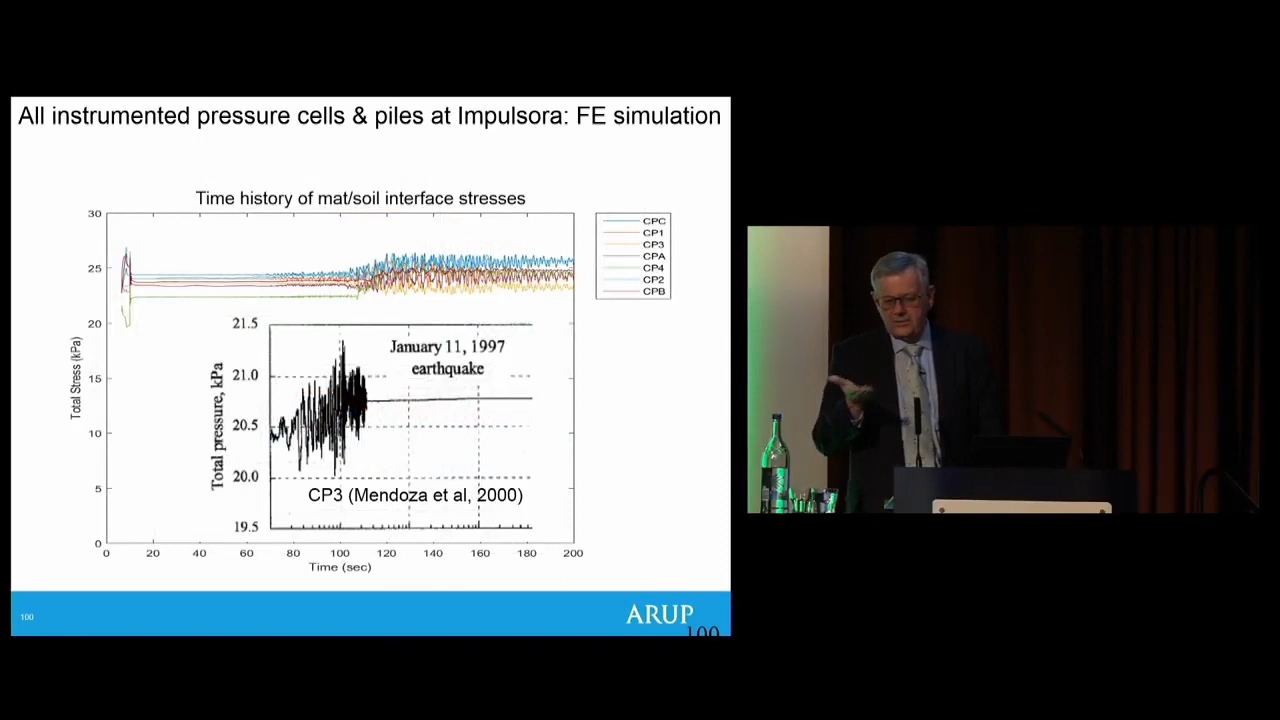 All instrumented pressure cells & piles at Impulsora: FE simulation
Time history of mat/soil interface stresses
30
25
20
15
10
5
0
Total Stress (kPa)
0 20 40 60 80 100 120 140 160 180 200
Time (sec)
CPC
CP1
CP3
CPA
CP4
CP2
CPB
21.5
21.0
20.5
20.0
19.5
Total pressure, kPa
January 11, 1997
earthquake
CP3 (Mendoza et al, 2000)
100
ARUP
100